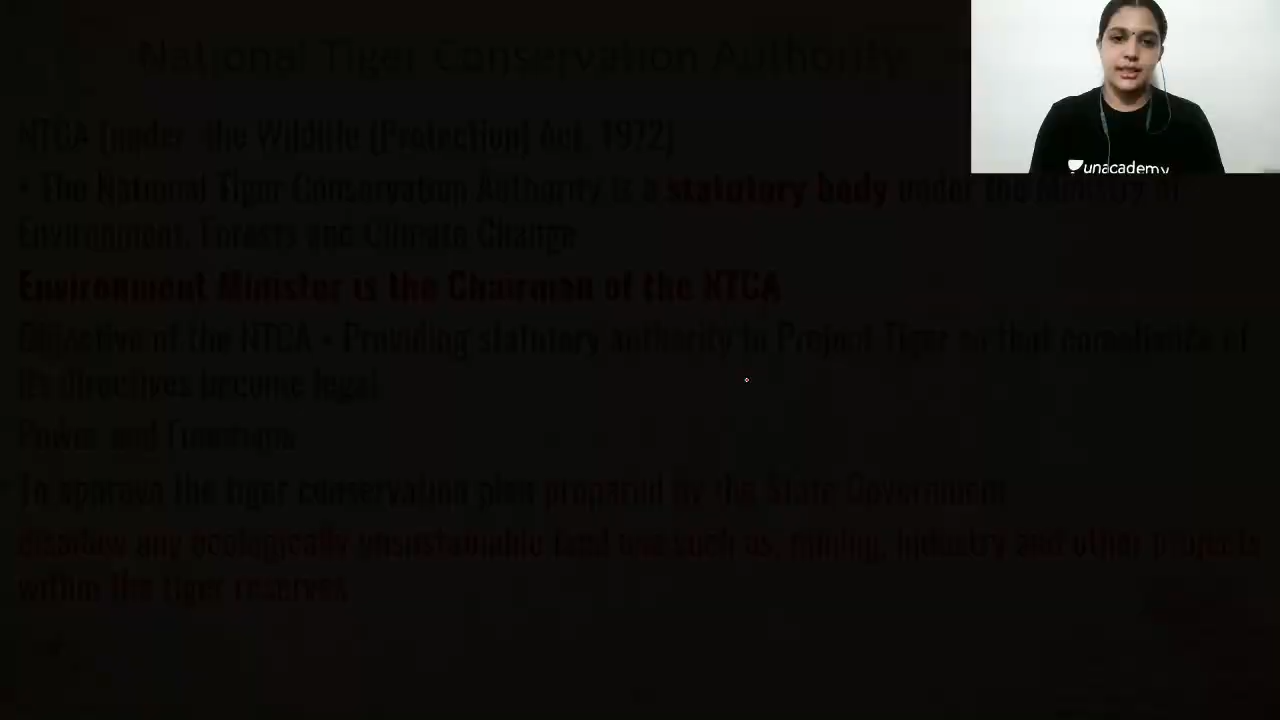 National Tiger Conservation Authority
NTCA [under the Wildlife (Protection) Act, 1972]
• The National Tiger Conservation Authority is a statutory body under the Ministry of
Environment, Forests and Climate Change
Environment Minister is the Chairman of the NTCA
Objective of the NTCA • Providing statutory authority to Project Tiger so that compliance of
its directives become legal
Power and Functions
To approve the tiger conservation plan prepared by the State Government
disallow any ecologically unsustainable land use such as, mining, industry and other projects
within the tiger reserves
unacademy